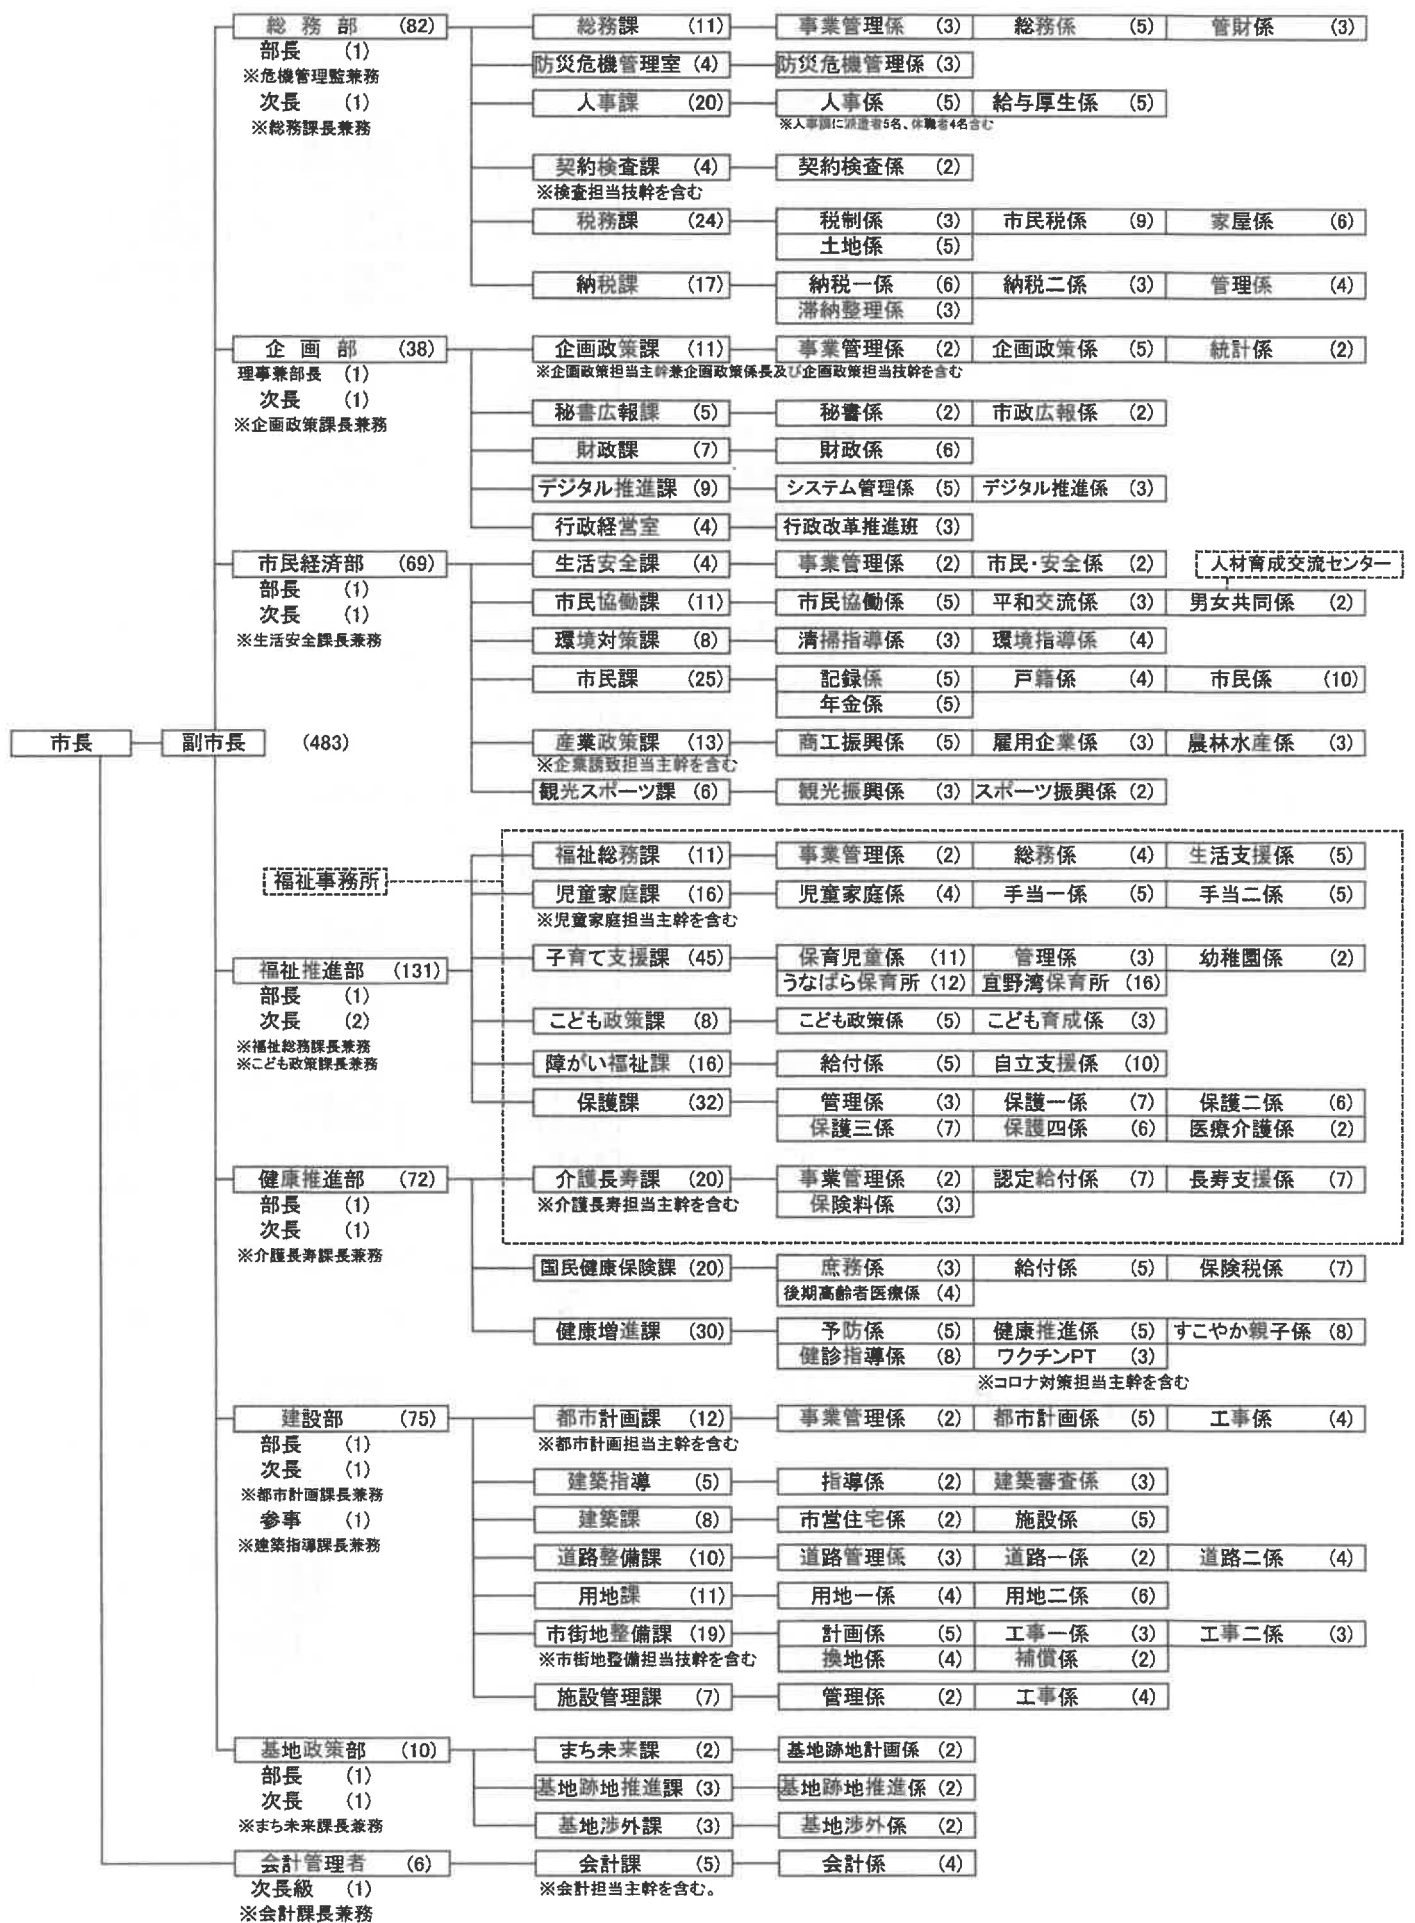 総務部 (82) 総務課 (11) 事業管理係 (3) 総務係 (5) 管財係 (3)
部長 (1) 防災危機管理室 (4) 防災危機管理係 (3)
※危機管理監兼務
次長 (1) 人事課 (20) 人事係 (5) 給与厚生係 (5)
※総務課長兼務 ※人事課に派遣者5名、休職者4名含む
契約検査課 (4) 契約検査係 (2)
※検査担当技幹を含む
税務課 (24) 税制係 (3) 市民税係 (9) 家屋係 (6)
土地係 (5)
納税課 (17) 納税一係 (6) 納税二係 (3) 管理係 (4)
滞納整理係 (3)
企画部 (38) 企画政策課 (11) 事業管理係 (2) 企画政策係 (5) 統計係 (2)
理事兼部長 (1) ※企画政策担当主幹兼企画政策係長及び企画政策担当技幹を含む
次長 (1) 秘書広報課 (5) 秘書係 (2) 市政広報係 (2)
※企画政策課長兼務
財政課 (7) 財政係 (6)
デジタル推進課 (9) システム管理係 (5) デジタル推進係 (3)
行政経営室 (4) 行政改革推進班 (3)
市民経済部 (69) 生活安全課 (4) 事業管理係 (2) 市民・安全係 (2) 人材育成交流センター
部長 (1)
次長 (1) 市民協働課 (11) 市民協働係 (5) 平和交流係 (3) 男女共同係 (2)
※生活安全課長兼務 環境対策課 (8) 清掃指導係 (3) 環境指導係 (4)
市民課 (25) 記録係 (5) 戸籍係 (4) 市民係 (10)
年金係 (5)
市長 副市長 (483) 産業政策課 (13) 商工振興係 (5) 雇用企業係 (3) 農林水産係 (3)
※企業誘致担当主幹を含む
観光スポーツ課 (6) 観光振興係 (3) スポーツ振興係 (2)
福祉総務課 (11) 事業管理係 (2) 総務係 (4) 生活支援係 (5)
福祉事務所
児童家庭課 (16) 児童家庭係 (4) 手当一係 (5) 手当二係 (5)
※児童家庭担当主幹を含む
子育て支援課 (45) 保育児童係 (11) 管理係 (3) 幼稚園係 (2)
福祉推進部 (131) うなばら保育所 (12) 宜野湾保育所 (16)
部長 (1)
次長 (2) こども政策課 (8) こども政策係 (5) こども育成係 (3)
※福祉総務課長兼務
※こども政策課長兼務 障がい福祉課 (16) 給付係 (5) 自立支援係 (10)
保護課 (32) 管理係 (3) 保護一係 (7) 保護二係 (6)
保護三係 (7) 保護四係 (6) 医療介護係 (2)
健康推進部 (72) 介護長寿課 (20) 事業管理係 (2) 認定給付係 (7) 長寿支援係 (7)
部長 (1) ※介護長寿担当主幹を含む 保険料係 (3)
次長 (1)
※介護長寿課長兼務
国民健康保険課 (20) 庶務係 (3) 給付係 (5) 保険税係 (7)
後期高齢者医療係 (4)
健康増進課 (30) 予防係 (5) 健康推進係 (5) すこやか親子係 (8)
健診指導係 (8) ワクチンPT (3)
※コロナ対策担当主幹を含む
建設部 (75) 都市計画課 (12) 事業管理係 (2) 都市計画係 (5) 工事係 (4)
部長 (1) ※都市計画担当主幹を含む
次長 (1) 建築指導 (5) 指導係 (2) 建築審査係 (3)
※都市計画課長兼務
参事 (1) 建築課 (8) 市営住宅係 (2) 施設係 (5)
※建築指導課長兼務
道路整備課 (10) 道路管理係 (3) 道路一係 (2) 道路二係 (4)
用地課 (11) 用地一係 (4) 用地二係 (6)
市街地整備課 (19) 計画係 (5) 工事一係 (3) 工事二係 (3)
※市街地整備担当技幹を含む 換地係 (4) 補償係 (2)
施設管理課 (7) 管理係 (2) 工事係 (4)
基地政策部 (10) まち未来課 (2) 基地跡地計画係 (2)
部長 (1)
次長 (1) 基地跡地推進課 (3) 基地跡地推進係 (2)
※まち未来課長兼務 基地渉外課 (3) 基地渉外係 (2)
会計管理者 (6) 会計課 (5) 会計係 (4)
次長級 (1) ※会計担当主幹を含む。
※会計課長兼務